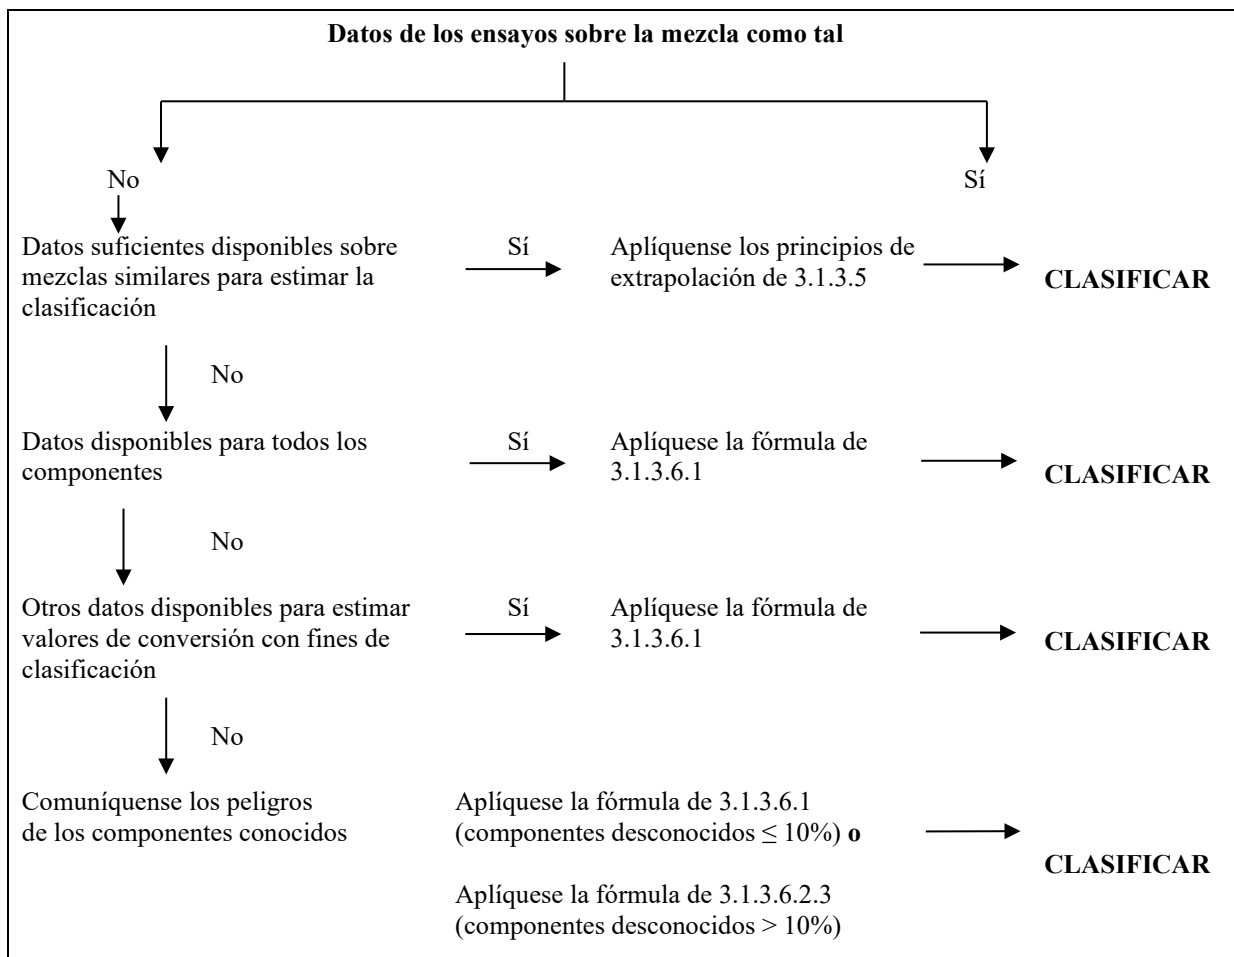 Datos de los ensayos sobre la mezcla como tal
No
Sí
Datos suficientes disponibles sobre
mezclas similares para estimar la
clasificación
Sí
Aplíquense los principios de
extrapolación de 3.1.3.5
CLASIFICAR
No
Datos disponibles para todos los
componentes
Sí
Aplíquese la fórmula de
3.1.3.6.1
CLASIFICAR
No
Otros datos disponibles para estimar
valores de conversión con fines de
clasificación
Sí
Aplíquese la fórmula de
3.1.3.6.1
CLASIFICAR
No
Comuníquense los peligros
de los componentes conocidos
Aplíquese la fórmula de 3.1.3.6.1
(componentes desconocidos ≤ 10%) o
Aplíquese la fórmula de 3.1.3.6.2.3
(componentes desconocidos > 10%)
CLASIFICAR